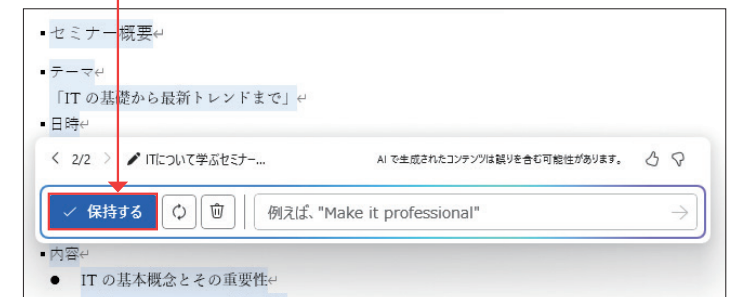 ▪セミナー概要↵
▪テーマ↵
「IT の基礎から最新トレンドまで」↵
▪日時↵
< 2/2 > ITについて学ぶセミナー... AI で生成されたコンテンツは誤りを含む可能性があります。
✓ 保持する 例えば、"Make it professional"
▪内容↵
● IT の基本概念とその重要性↵